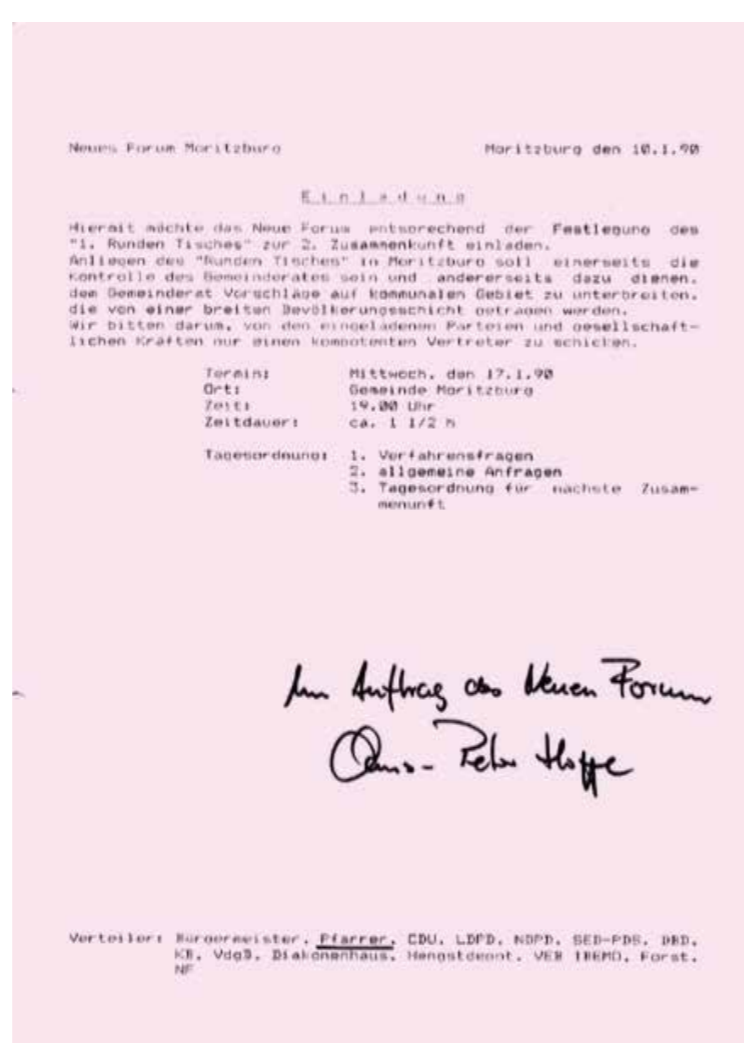 Neues Forum Moritzburg Moritzburg den 10.1.90
Einladung
Hiermit möchte das Neue Forum entsprechend der Festlegung des
"1. Runden Tisches" zur 2. Zusammenkunft einladen.
Anliegen des "Runden Tisches" in Moritzburg soll einerseits die
Kontrolle des Gemeinderates sein und andererseits dazu dienen,
dem Gemeinderat Vorschläge auf kommunalen Gebiet zu unterbreiten,
die von einer breiten Bevölkerungsschicht getragen werden.
Wir bitten darum, von den eingeladenen Parteien und gesellschaft-
lichen Kräften nur einen kompetenten Vertreter zu schicken.
Termin: Mittwoch, den 17.1.90
Ort: Gemeinde Moritzburg
Zeit: 19.00 Uhr
Zeitdauer: ca. 1 1/2 h
Tagesordnung: 1. Verfahrensfragen
2. allgemeine Anfragen
3. Tagesordnung für nächste Zusam-
menunft
Im Auftrag des Neuen Forum
Hans-Peter Hoppe
Verteiler: Bürgermeister, Pfarrer, CDU, LDPD, NDPD, SED-PDS, DBD,
KB, VdgB, Diakonenhaus, Hengstdepot, VEB, Forst,
NF